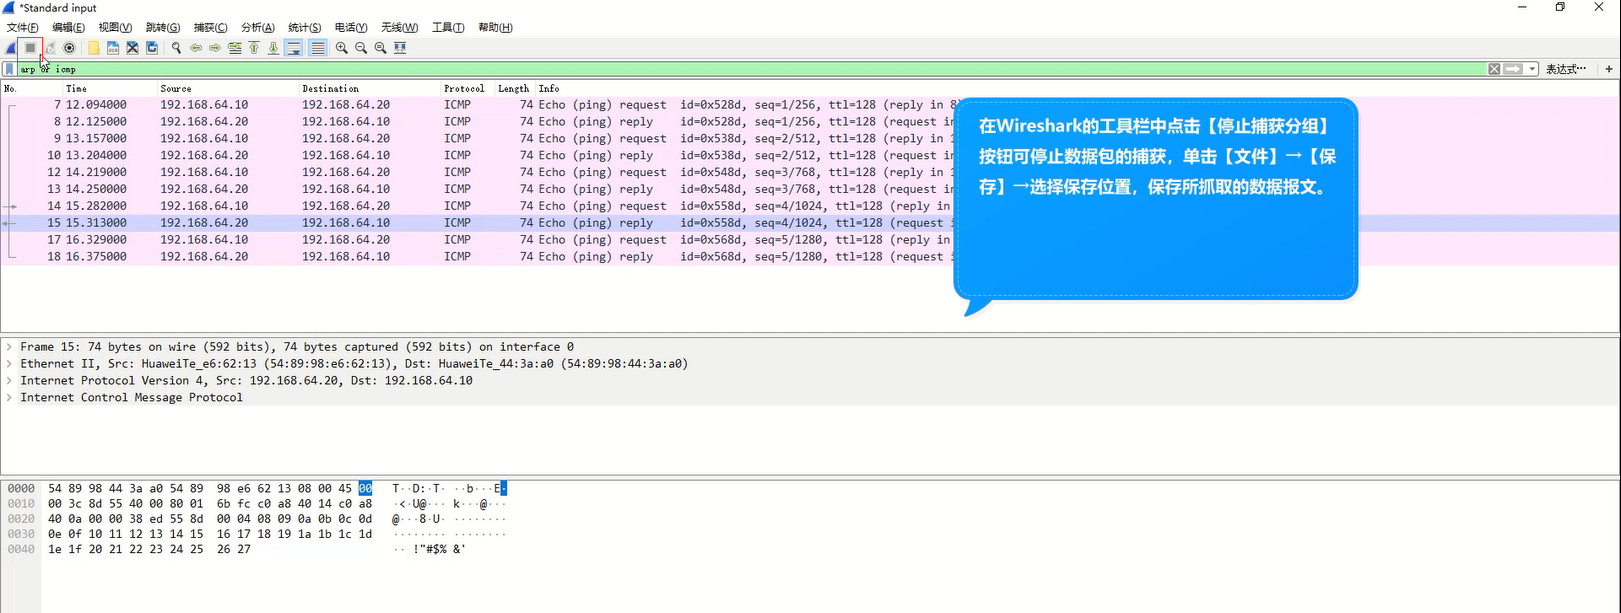 *Standard input
文件(F) 编辑(E) 视图(V) 跳转(G) 捕获(C) 分析(A) 统计(S) 电话(Y) 无线(W) 工具(T) 帮助(H)
arp or icmp 表达式… +
No. Time Source Destination Protocol Length Info
7 12.094000 192.168.64.10 192.168.64.20 ICMP 74 Echo (ping) request id=0x528d, seq=1/256, ttl=128 (reply in 8)
8 12.125000 192.168.64.20 192.168.64.10 ICMP 74 Echo (ping) reply id=0x528d, seq=1/256, ttl=128 (request in
9 13.157000 192.168.64.10 192.168.64.20 ICMP 74 Echo (ping) request id=0x538d, seq=2/512, ttl=128 (reply in 1
10 13.204000 192.168.64.20 192.168.64.10 ICMP 74 Echo (ping) reply id=0x538d, seq=2/512, ttl=128 (request in
12 14.219000 192.168.64.10 192.168.64.20 ICMP 74 Echo (ping) request id=0x548d, seq=3/768, ttl=128 (reply in 1
13 14.250000 192.168.64.20 192.168.64.10 ICMP 74 Echo (ping) reply id=0x548d, seq=3/768, ttl=128 (request in
14 15.282000 192.168.64.10 192.168.64.20 ICMP 74 Echo (ping) request id=0x558d, seq=4/1024, ttl=128 (reply in
15 15.313000 192.168.64.20 192.168.64.10 ICMP 74 Echo (ping) reply id=0x558d, seq=4/1024, ttl=128 (request i
17 16.329000 192.168.64.10 192.168.64.20 ICMP 74 Echo (ping) request id=0x568d, seq=5/1280, ttl=128 (reply in
18 16.375000 192.168.64.20 192.168.64.10 ICMP 74 Echo (ping) reply id=0x568d, seq=5/1280, ttl=128 (request i
在Wireshark的工具栏中点击【停止捕获分组】
按钮可停止数据包的捕获，单击【文件】→【保
存】→选择保存位置，保存所抓取的数据报文。
Frame 15: 74 bytes on wire (592 bits), 74 bytes captured (592 bits) on interface 0
Ethernet II, Src: HuaweiTe_e6:62:13 (54:89:98:e6:62:13), Dst: HuaweiTe_44:3a:a0 (54:89:98:44:3a:a0)
Internet Protocol Version 4, Src: 192.168.64.20, Dst: 192.168.64.10
Internet Control Message Protocol
0000 54 89 98 44 3a a0 54 89 98 e6 62 13 08 00 45 00 T··D:·T· ··b···E·
0010 00 3c 8d 55 40 00 80 01 6b fc c0 a8 40 14 c0 a8 ·<·U@··· k···@···
0020 40 0a 00 00 38 ed 55 8d 00 04 08 09 0a 0b 0c 0d @···8·U· ········
0030 0e 0f 10 11 12 13 14 15 16 17 18 19 1a 1b 1c 1d ········ ········
0040 1e 1f 20 21 22 23 24 25 26 27 ·· !"#$% &'